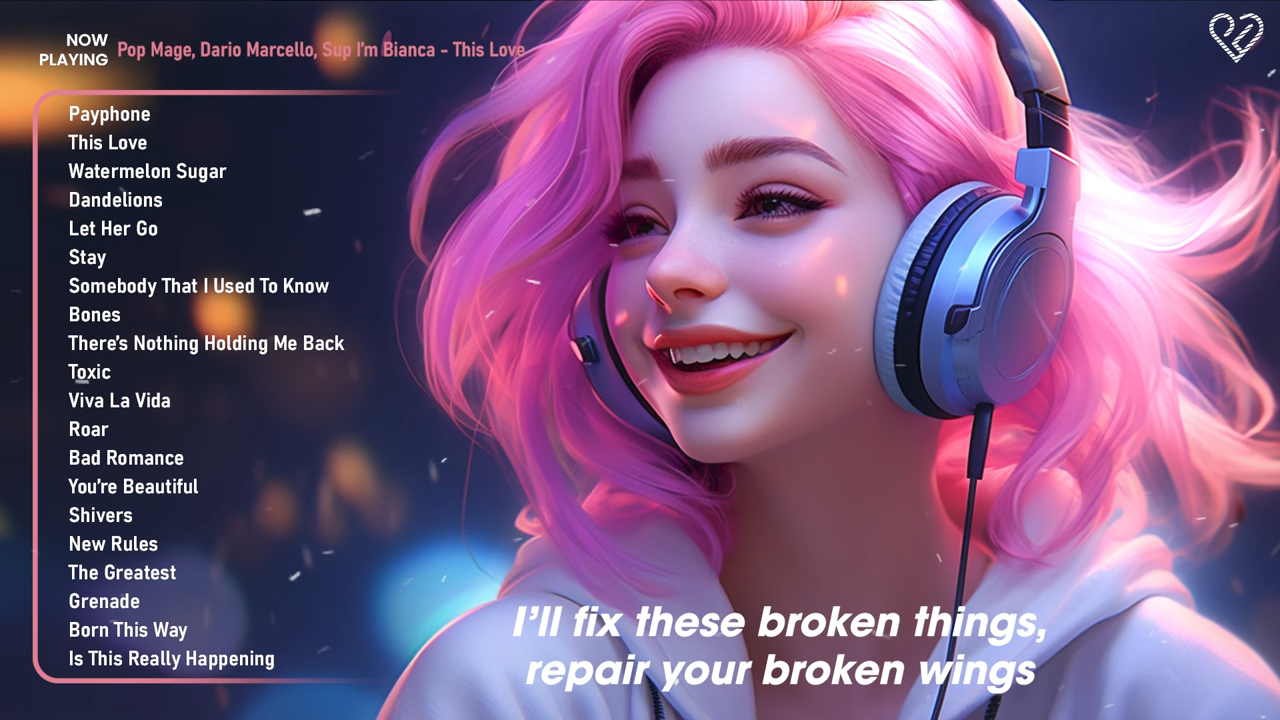 NOW
PLAYING
Pop Mage, Dario Marcello, Sup I'm Bianca - This Love
Payphone
This Love
Watermelon Sugar
Dandelions
Let Her Go
Stay
Somebody That I Used To Know
Bones
There's Nothing Holding Me Back
Toxic
Viva La Vida
Roar
Bad Romance
You're Beautiful
Shivers
New Rules
The Greatest
Grenade
Born This Way
Is This Really Happening
I'll fix these broken things,
repair your broken wings